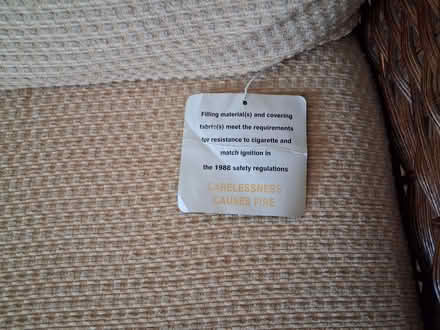 Filling material(s) and covering
fabric(s) meet the requirements
for resistance to cigarette and
match ignition in
the 1988 safety regulations
CARELESSNESS
CAUSES FIRE